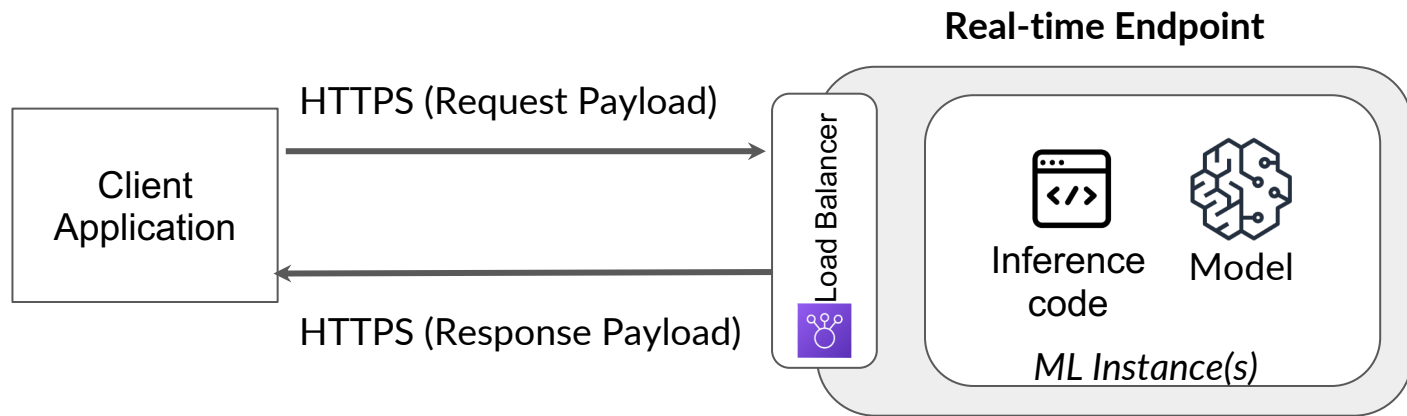 Real-time Endpoint
HTTPS (Request Payload)
Client
Application
Load Balancer
Inference
code
Model
HTTPS (Response Payload)
ML Instance(s)